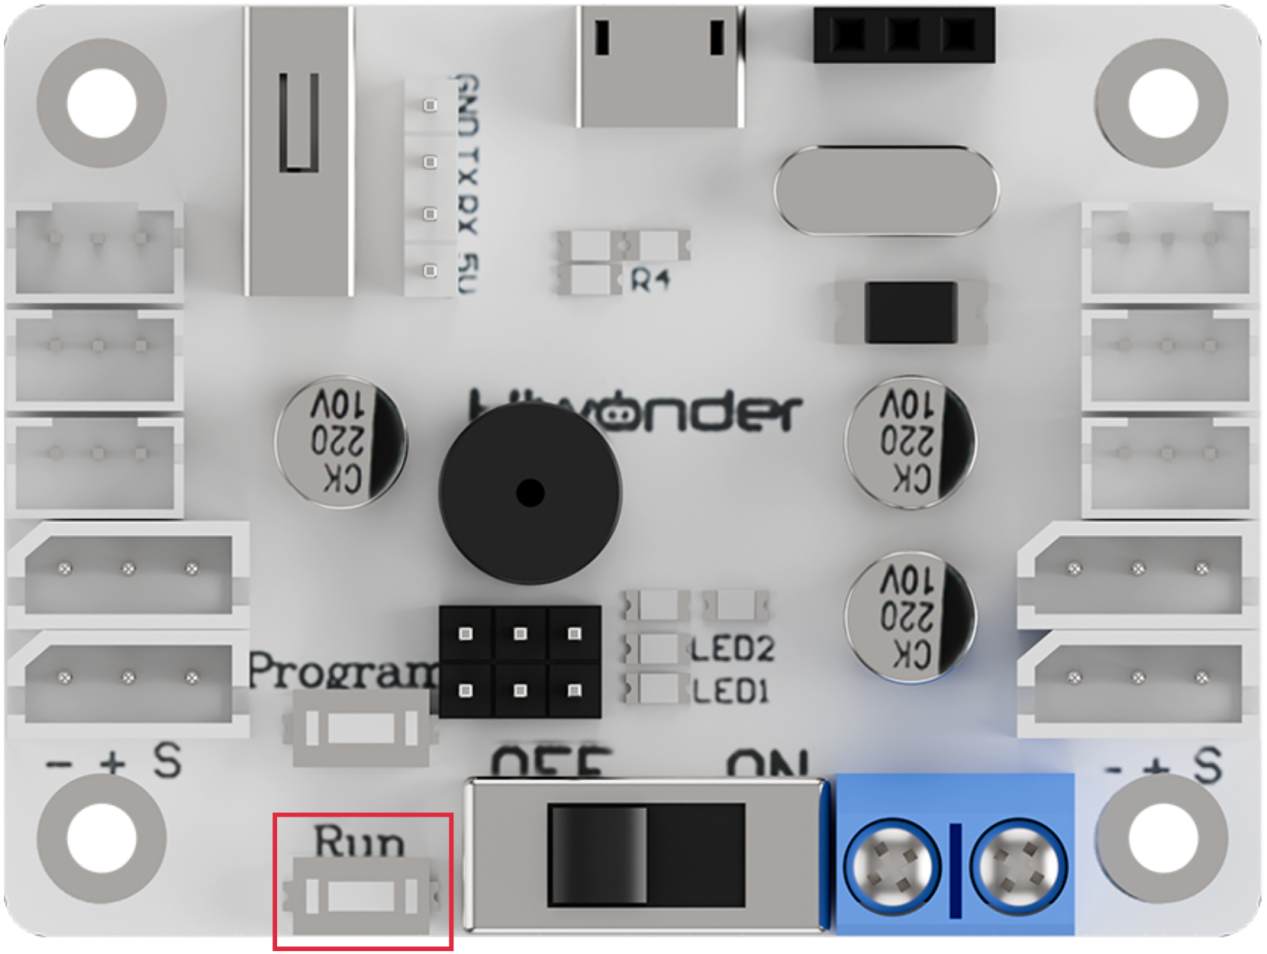 GND TX RX 5V
R4
Hiwonder
10V
220
CK
10V
220
CK
10V
220
CK
LED2
LED1
Program
OFF ON
- + S
- + S
Run